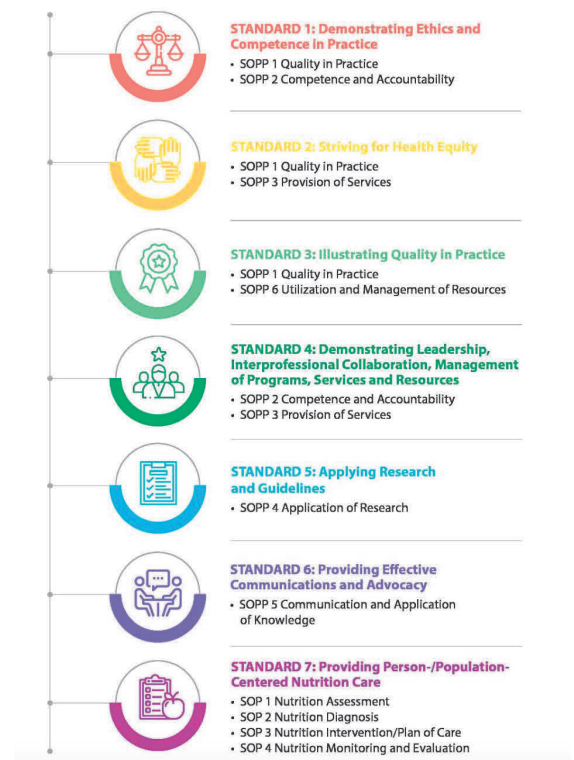 STANDARD 1: Demonstrating Ethics and
Competence in Practice
• SOPP 1 Quality in Practice
• SOPP 2 Competence and Accountability
STANDARD 2: Striving for Health Equity
• SOPP 1 Quality in Practice
• SOPP 3 Provision of Services
STANDARD 3: Illustrating Quality in Practice
• SOPP 1 Quality in Practice
• SOPP 6 Utilization and Management of Resources
STANDARD 4: Demonstrating Leadership,
Interprofessional Collaboration, Management
of Programs, Services and Resources
• SOPP 2 Competence and Accountability
• SOPP 3 Provision of Services
STANDARD 5: Applying Research
and Guidelines
• SOPP 4 Application of Research
STANDARD 6: Providing Effective
Communications and Advocacy
• SOPP 5 Communication and Application
of Knowledge
STANDARD 7: Providing Person-/Population-
Centered Nutrition Care
• SOP 1 Nutrition Assessment
• SOP 2 Nutrition Diagnosis
• SOP 3 Nutrition Intervention/Plan of Care
• SOP 4 Nutrition Monitoring and Evaluation